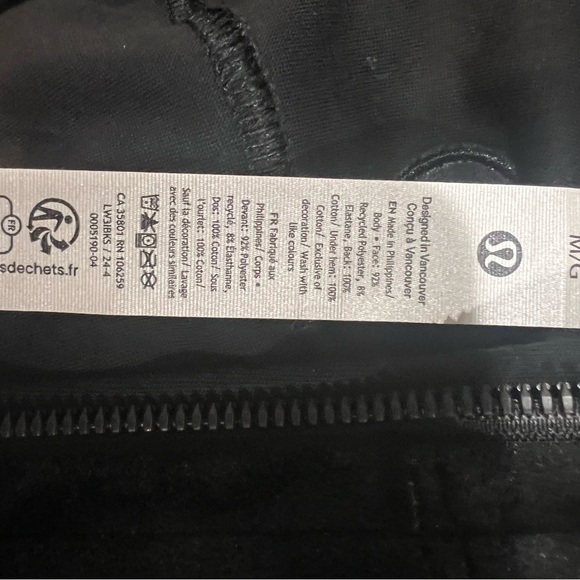 M/G
Designed in Vancouver
Conçu à Vancouver
EN Made in Philippines/
Body • Face: 92%
Recycled Polyester, 8%
Elastane, Back: 100%
Cotton/ Under hem: 100%
Cotton/ Exclusive of
decoration/ Wash with
like colours
FR Fabriqué aux
Philippines/ Corps •
Devant: 92% Polyester
recyclé, 8% Élasthanne,
Dos: 100% Coton/ Sous
l'ourlet: 100% Coton/
Sauf la décoration/ Lavage
avec des couleurs similaires
CA 35801 RN 106259
LW3JBKS / 24-4
0005190-04
FR
sdechets.fr